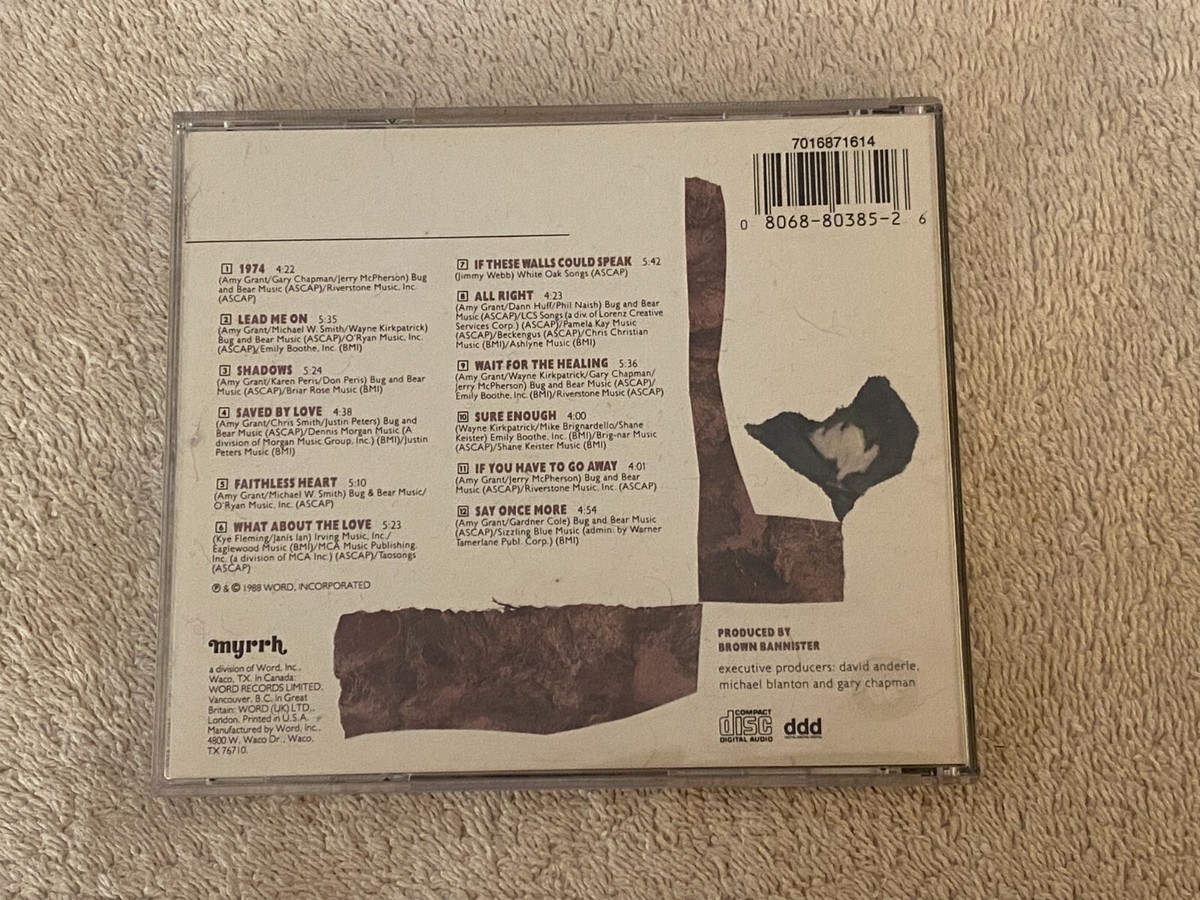 7016871614
0 8068-80385-2 6
1 1974 4:22
(Amy Grant/Gary Chapman/Jerry McPherson) Bug
and Bear Music (ASCAP)/Riverstone Music, Inc.
(ASCAP)
2 LEAD ME ON 5:35
(Amy Grant/Michael W. Smith/Wayne Kirkpatrick)
Bug and Bear Music (ASCAP)/O'Ryan Music, Inc.
(ASCAP)/Emily Boothe, Inc. (BMI)
3 SHADOWS 5:24
(Amy Grant/Karen Peris/Don Peris) Bug and Bear
Music (ASCAP)/Briar Rose Music (BMI)
4 SAVED BY LOVE 4:38
(Amy Grant/Chris Smith/Justin Peters) Bug and
Bear Music (ASCAP)/Dennis Morgan Music (A
division of Morgan Music Group, Inc.) (BMI)/Justin
Peters Music (BMI)
5 FAITHLESS HEART 5:10
(Amy Grant/Michael W. Smith) Bug & Bear Music/
O'Ryan Music, Inc. (ASCAP)
6 WHAT ABOUT THE LOVE 5:23
(Kye Fleming/Janis Ian) Irving Music, Inc./
Eaglewood Music (BMI)/MCA Music Publishing,
Inc. (a division of MCA Inc.) (ASCAP)/Taosongs
(ASCAP)
℗ & © 1988 WORD, INCORPORATED
7 IF THESE WALLS COULD SPEAK 5:42
(Jimmy Webb) White Oak Songs (ASCAP)
8 ALL RIGHT 4:23
(Amy Grant/Dann Huff/Phil Naish) Bug and Bear
Music (ASCAP)/LCS Songs (a div. of Lorenz Creative
Services Corp.) (ASCAP)/Pamela Kay Music
(ASCAP)/Beckengus (ASCAP)/Chris Christian
Music (BMI)/Ashlyne Music (BMI)
9 WAIT FOR THE HEALING 5:36
(Amy Grant/Wayne Kirkpatrick/Gary Chapman/
Jerry McPherson) Bug and Bear Music (ASCAP)/
Emily Boothe, Inc. (BMI)/Riverstone Music (ASCAP)
10 SURE ENOUGH 4:00
(Wayne Kirkpatrick/Mike Brignardello/Shane
Keister) Emily Boothe, Inc. (BMI)/Brig-nar Music
(ASCAP)/Shane Keister Music (BMI)
11 IF YOU HAVE TO GO AWAY 4:01
(Amy Grant/Jerry McPherson) Bug and Bear
Music (ASCAP)/Riverstone Music, Inc. (ASCAP)
12 SAY ONCE MORE 4:54
(Amy Grant/Gardner Cole) Bug and Bear Music
(ASCAP)/Sizzling Blue Music (admin. by Warner
Tamerlane Publ. Corp.) (BMI)
myrrh
a division of Word, Inc.,
Waco, TX. In Canada:
WORD RECORDS LIMITED,
Vancouver, B.C. In Great
Britain: WORD (UK) LTD.,
London. Printed in U.S.A.
Manufactured by Word, Inc.,
4800 W. Waco Dr., Waco,
TX 76710.
PRODUCED BY
BROWN BANNISTER
executive producers: david anderle,
michael blanton and gary chapman
COMPACT
disc
DIGITAL AUDIO
ddd